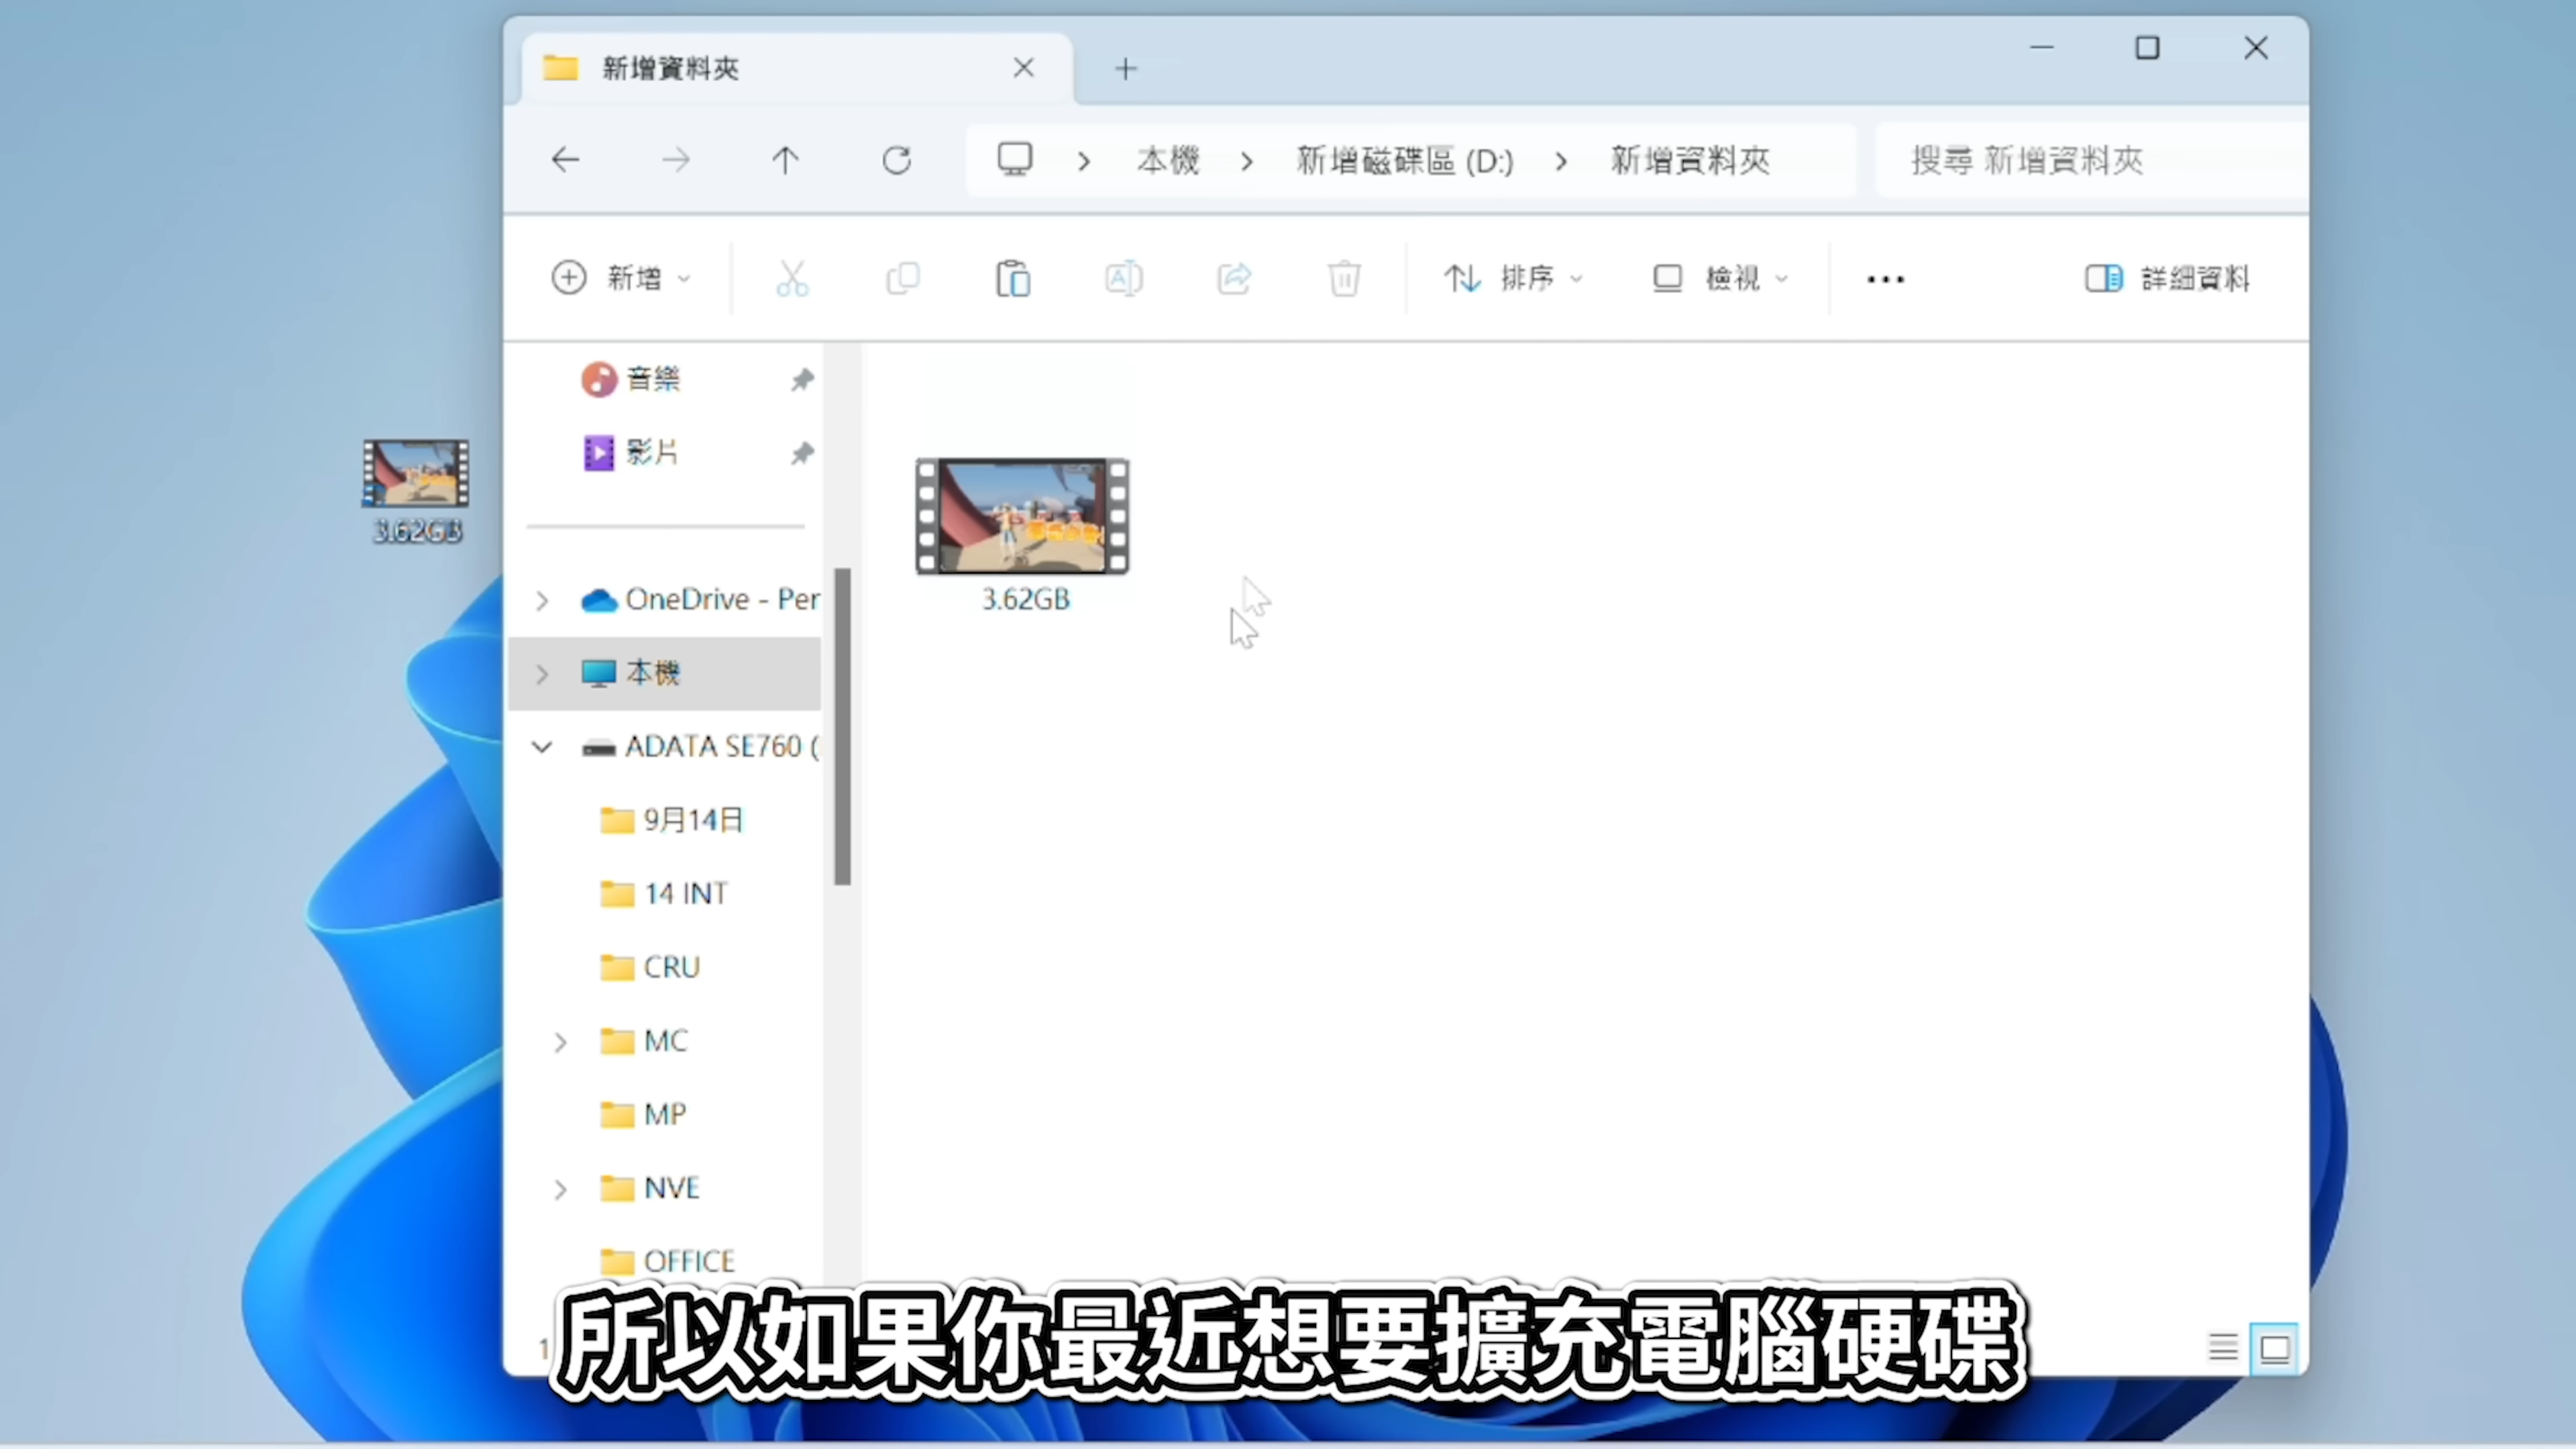 新增資料夾
本機 新增磁碟區 (D:) 新增資料夾 搜尋 新增資料夾
新增 排序 檢視 詳細資料
音樂
影片
3.62GB
3.62GB
OneDrive - Per
本機
ADATA SE760 (
9月14日
14 INT
CRU
MC
MP
NVE
OFFICE
1
所以如果你最近想要擴充電腦硬碟